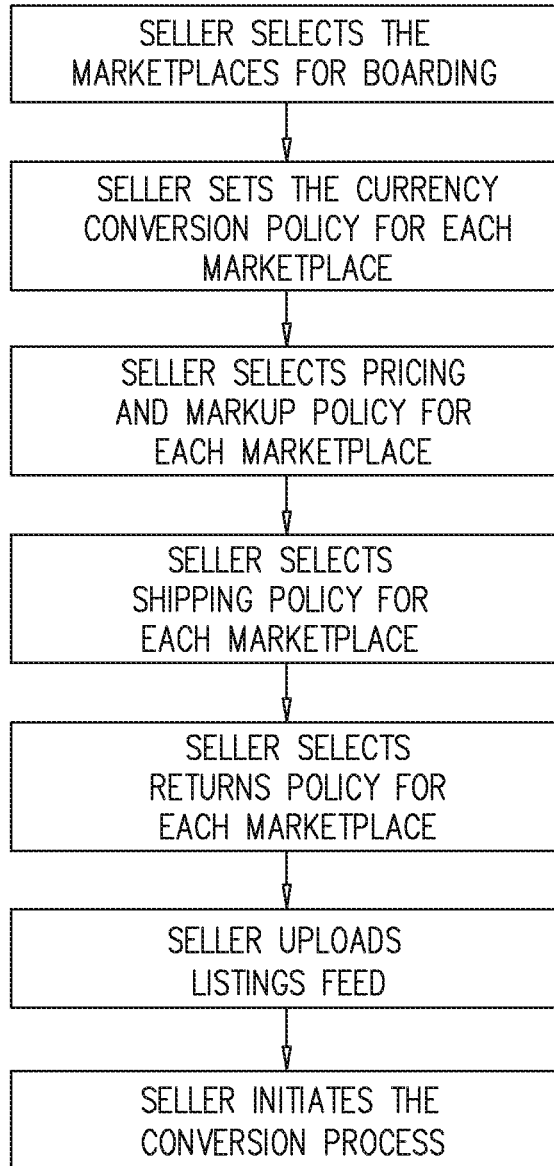 SELLER SELECTS THE
MARKETPLACES FOR BOARDING
SELLER SETS THE CURRENCY
CONVERSION POLICY FOR EACH
MARKETPLACE
SELLER SELECTS PRICING
AND MARKUP POLICY FOR
EACH MARKETPLACE
SELLER SELECTS
SHIPPING POLICY FOR
EACH MARKETPLACE
SELLER SELECTS
RETURNS POLICY FOR
EACH MARKETPLACE
SELLER UPLOADS
LISTINGS FEED
SELLER INITIATES THE
CONVERSION PROCESS